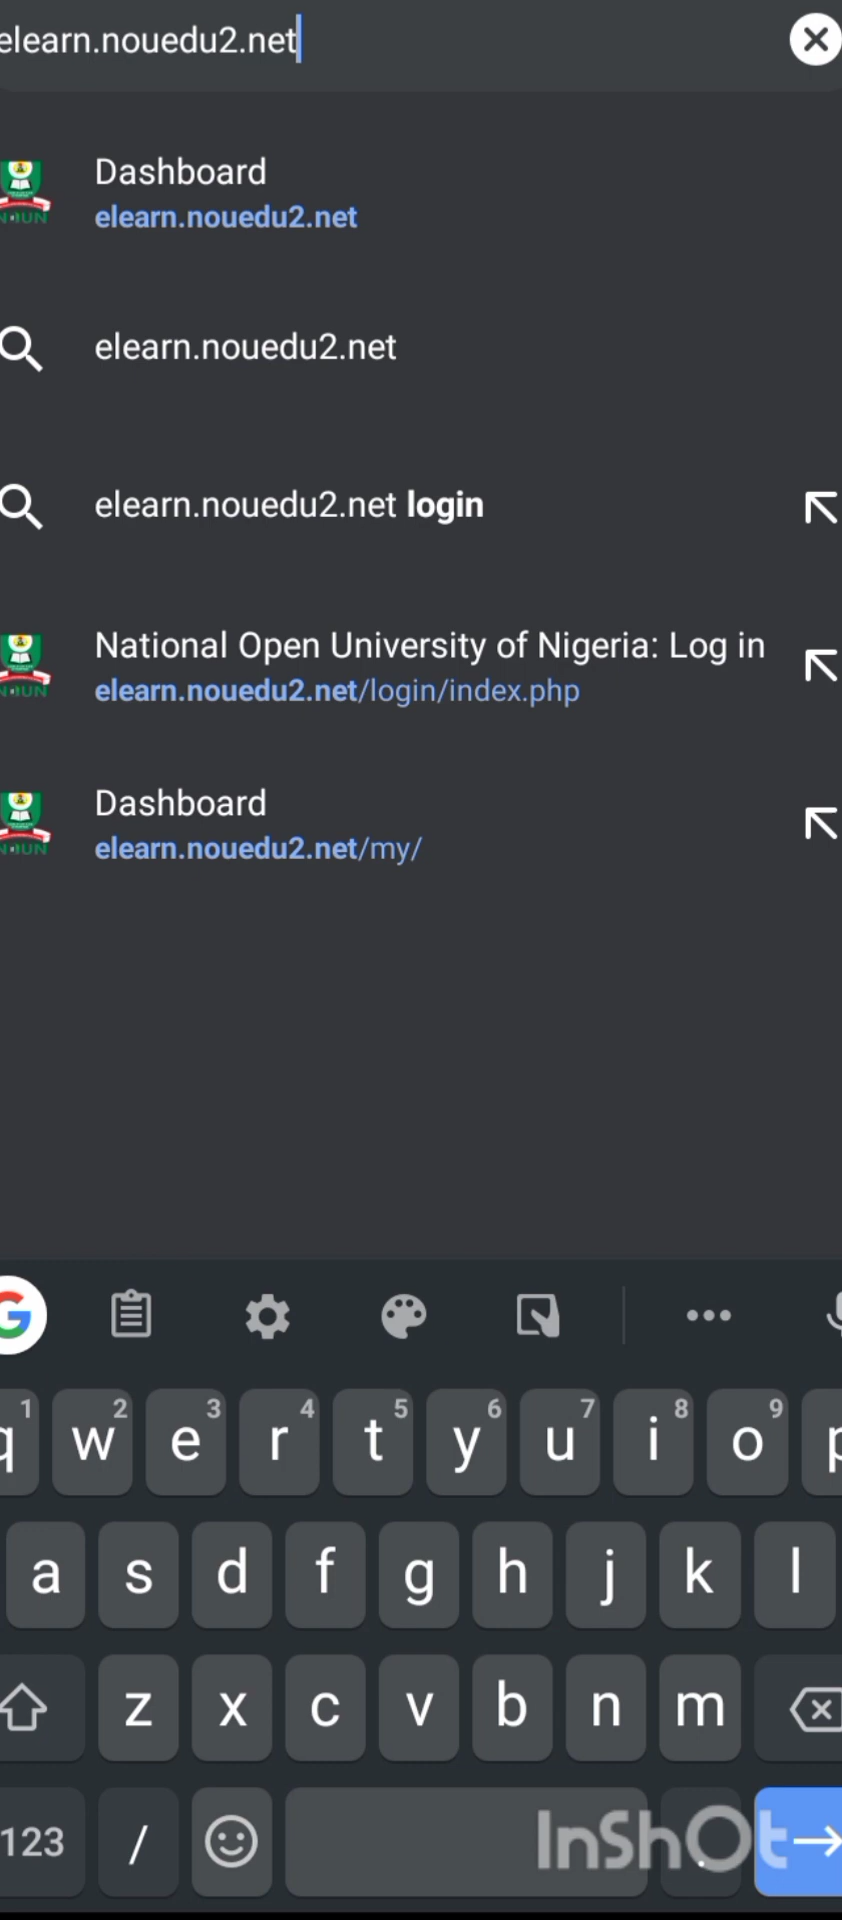 elearn.nouedu2.net
Dashboard
elearn.nouedu2.net
elearn.nouedu2.net
elearn.nouedu2.net login
National Open University of Nigeria: Log in
elearn.nouedu2.net/login/index.php
Dashboard
elearn.nouedu2.net/my/
G
1 2 3 4 5 6 7 8 9
q w e r t y u i o p
a s d f g h j k l
z x c v b n m
123 / .
InShOt